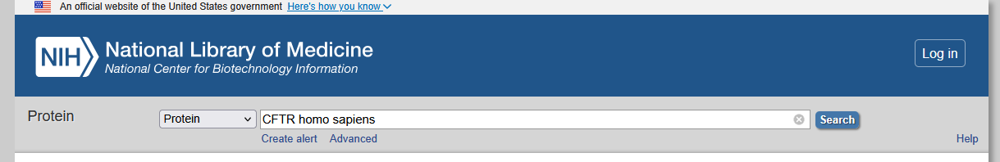 An official website of the United States government Here's how you know
NIH National Library of Medicine
National Center for Biotechnology Information
Log in
Protein
Protein
CFTR homo sapiens
Search
Create alert Advanced
Help